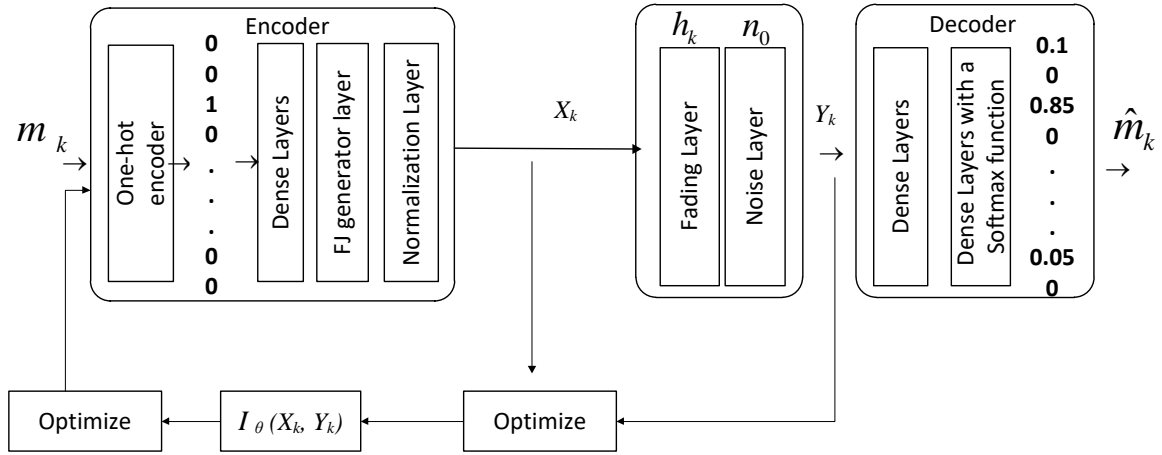 Encoder
m k
One-hot
encoder
0
0
1
0
.
.
.
0
0
Dense Layers
FJ generator layer
Normalization Layer
X_k
h_k
n_0
Fading Layer
Noise Layer
Y_k
Decoder
Dense Layers
Dense Layers with a
Softmax function
0.1
0
0.85
0
.
.
.
0.05
0
m̂_k
Optimize
I_θ (X_k, Y_k)
Optimize